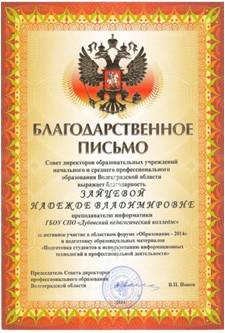 БЛАГОДАРСТВЕННОЕ
ПИСЬМО
Совет директоров образовательных учреждений
начального и среднего профессионального
образования Волгоградской области
выражает благодарность
ЗАЙЦЕВОЙ
НАДЕЖДЕ ВЛАДИМИРОВНЕ
преподавателю информатики
ГБОУ СПО «Дубовский педагогический колледж»
за активное участие в областном форуме «Образование - 2014»
и подготовку образовательных материалов
«Подготовка студентов к использованию информационных
технологий в профессиональной деятельности»
Председатель Совета директоров
профессионального образования
Волгоградской области
В.П. Попов
2014